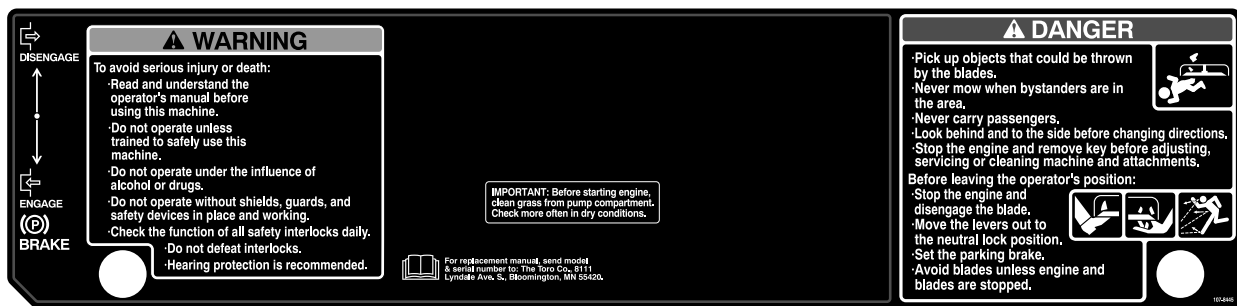 DISENGAGE
ENGAGE
(P)
BRAKE
WARNING
To avoid serious injury or death:
·Read and understand the
operator's manual before
using this machine.
·Do not operate unless
trained to safely use this
machine.
·Do not operate under the influence of
alcohol or drugs.
·Do not operate without shields, guards, and
safety devices in place and working.
·Check the function of all safety interlocks daily.
·Do not defeat interlocks.
·Hearing protection is recommended.
IMPORTANT: Before starting engine,
clean grass from pump compartment.
Check more often in dry conditions.
For replacement manual, send model
& serial number to: The Toro Co., 8111
Lyndale Ave. S., Bloomington, MN 55420.
DANGER
·Pick up objects that could be thrown
by the blades.
·Never mow when bystanders are in
the area.
·Never carry passengers.
·Look behind and to the side before changing directions.
·Stop the engine and remove key before adjusting,
servicing or cleaning machine and attachments.
Before leaving the operator's position:
·Stop the engine and
disengage the blade.
·Move the levers out to
the neutral lock position.
·Set the parking brake.
·Avoid blades unless engine and
blades are stopped.